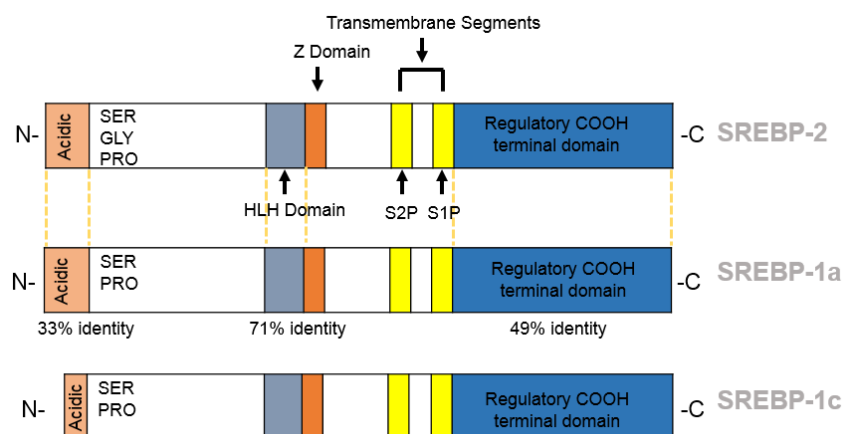 Transmembrane Segments
Z Domain
N-
Acidic
SER
GLY
PRO
Regulatory COOH
terminal domain
-C
SREBP-2
HLH Domain
S2P
S1P
N-
Acidic
SER
PRO
Regulatory COOH
terminal domain
-C
SREBP-1a
33% identity
71% identity
49% identity
N-
Acidic
SER
PRO
Regulatory COOH
terminal domain
-C
SREBP-1c